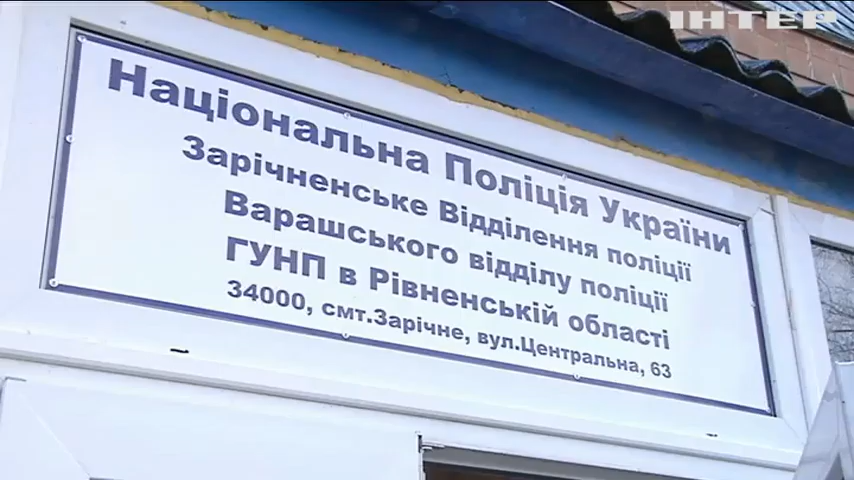 ІНТЕР
Національна Поліція України
Зарічненське Відділення поліції
Варашського відділу поліції
ГУНП в Рівненській області
34000, смт.Зарічне, вул.Центральна, 63